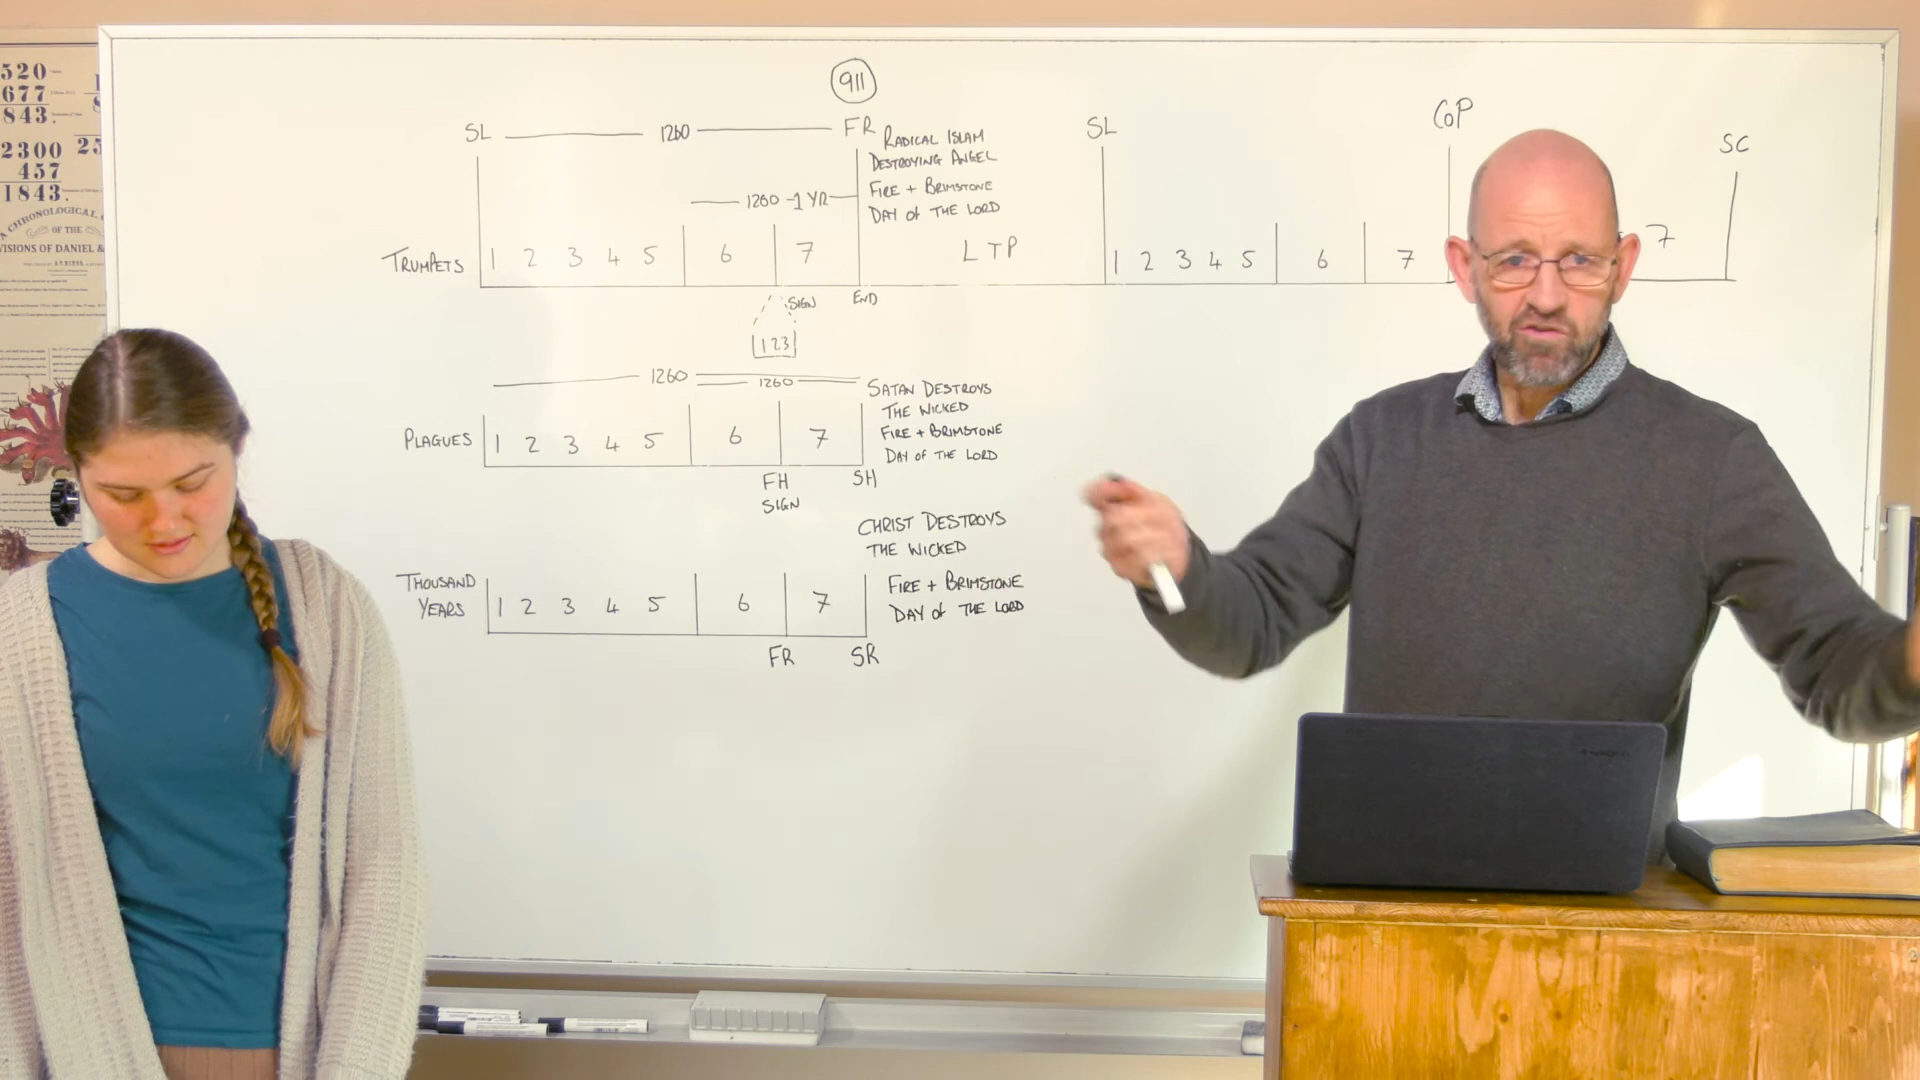 520
677
843.
2300
457
1843.
25
A CHRONOLOGICAL
OF THE
VISIONS OF DANIEL &
911
SL 1260 FR
RADICAL ISLAM
DESTROYING ANGEL
FIRE + BRIMSTONE
DAY OF THE LORD
1260 -1 YR
TRUMPETS 1 2 3 4 5 6 7
LTP
SIGN
END
123
SL
CoP
SC
1 2 3 4 5 6 7
7
1260
1260
SATAN DESTROYS
THE WICKED
FIRE + BRIMSTONE
DAY OF THE LORD
PLAGUES 1 2 3 4 5 6 7
FH
SIGN
SH
CHRIST DESTROYS
THE WICKED
FIRE + BRIMSTONE
DAY OF THE LORD
THOUSAND
YEARS
1 2 3 4 5 6 7
FR
SR